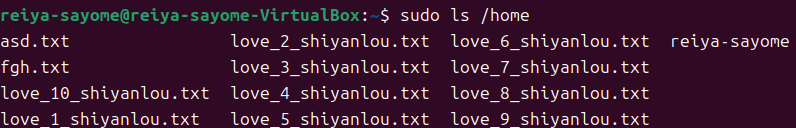 reiya-sayome@reiya-sayome-VirtualBox:~$ sudo ls /home
asd.txt love_2_shiyanlou.txt love_6_shiyanlou.txt reiya-sayome
fgh.txt love_3_shiyanlou.txt love_7_shiyanlou.txt
love_10_shiyanlou.txt love_4_shiyanlou.txt love_8_shiyanlou.txt
love_1_shiyanlou.txt love_5_shiyanlou.txt love_9_shiyanlou.txt